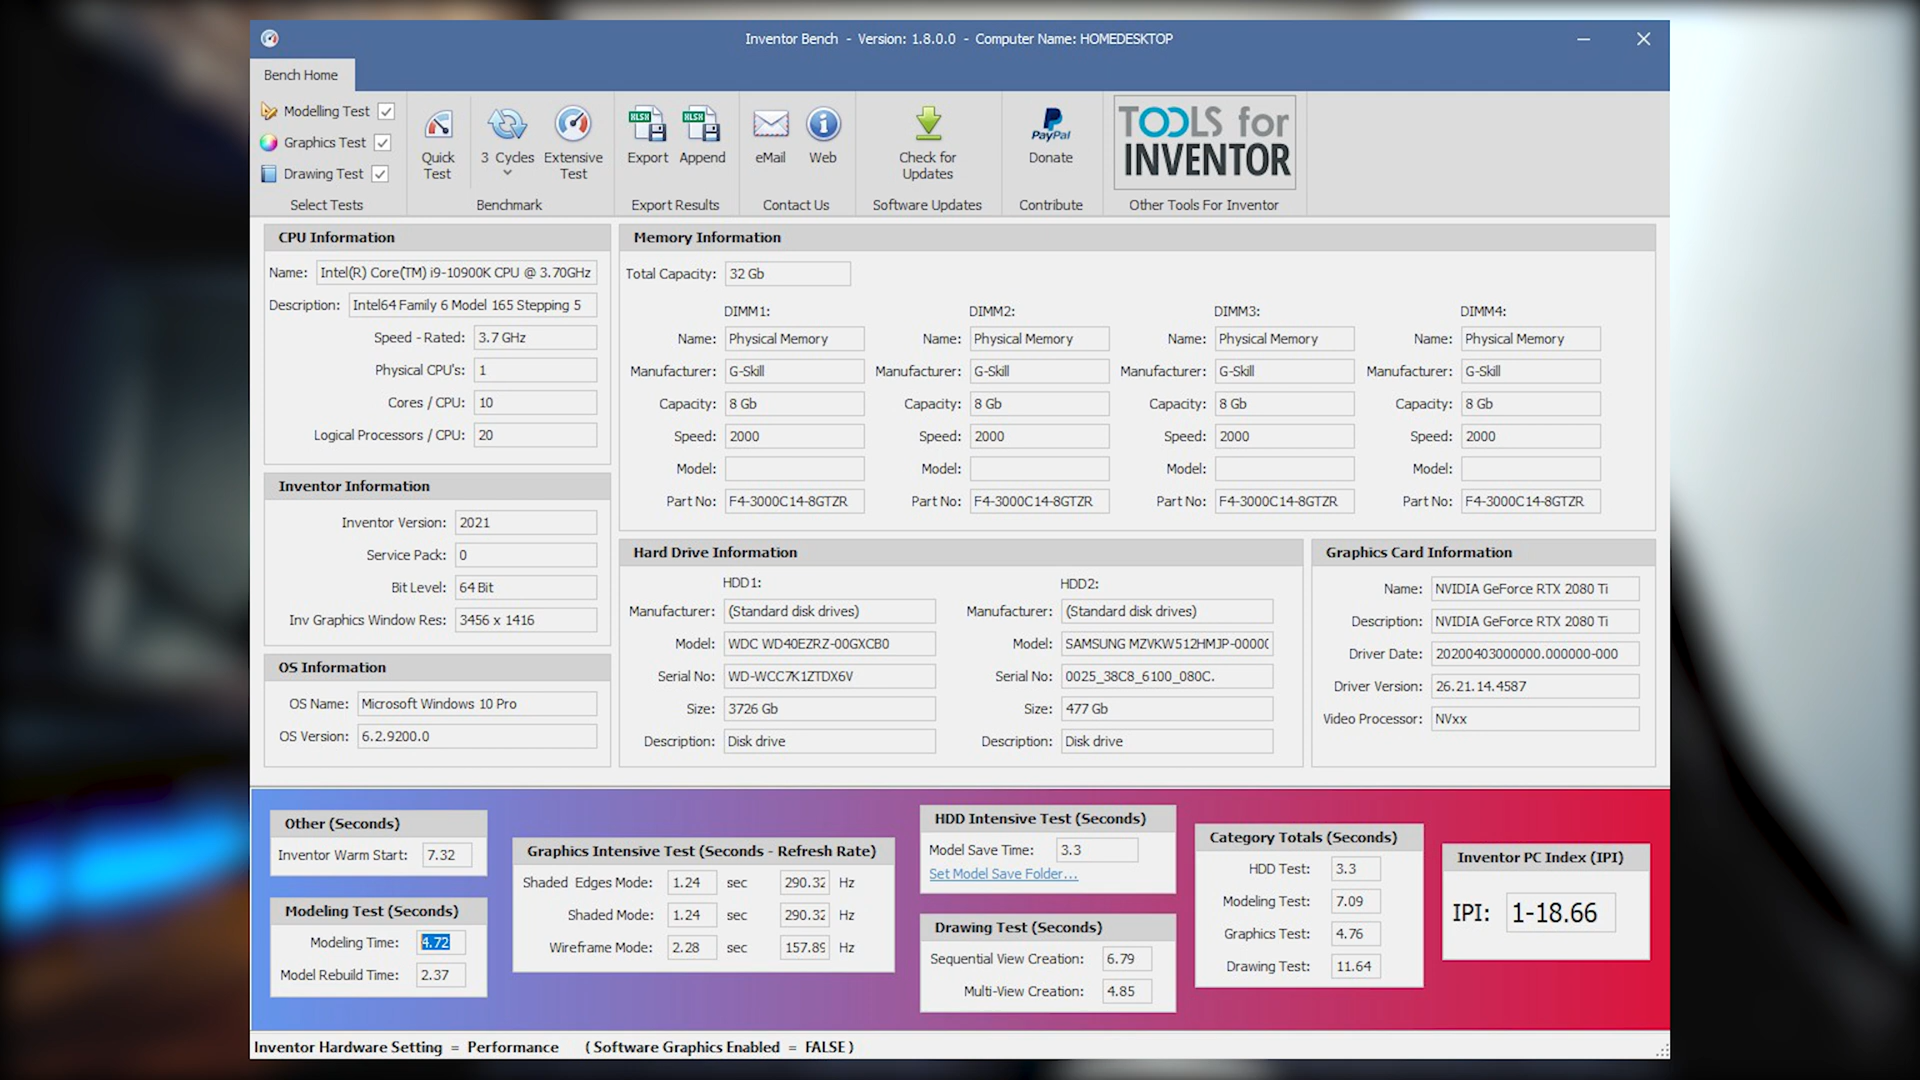 Inventor Bench - Version: 1.8.0.0 - Computer Name: HOMEDESKTOP
Bench Home
Modelling Test
Graphics Test
Drawing Test
Select Tests
Quick Test
3 Cycles
Extensive Test
Benchmark
Export
Append
Export Results
eMail
Web
Contact Us
Check for Updates
Software Updates
PayPal
Donate
Contribute
TOOLS for
INVENTOR
Other Tools For Inventor
CPU Information
Name: Intel(R) Core(TM) i9-10900K CPU @ 3.70GHz
Description: Intel64 Family 6 Model 165 Stepping 5
Speed - Rated: 3.7 GHz
Physical CPU's: 1
Cores / CPU: 10
Logical Processors / CPU: 20
Inventor Information
Inventor Version: 2021
Service Pack: 0
Bit Level: 64 Bit
Inv Graphics Window Res: 3456 x 1416
OS Information
OS Name: Microsoft Windows 10 Pro
OS Version: 6.2.9200.0
Memory Information
Total Capacity: 32 Gb
DIMM1: DIMM2: DIMM3: DIMM4:
Name: Physical Memory Name: Physical Memory Name: Physical Memory Name: Physical Memory
Manufacturer: G-Skill Manufacturer: G-Skill Manufacturer: G-Skill Manufacturer: G-Skill
Capacity: 8 Gb Capacity: 8 Gb Capacity: 8 Gb Capacity: 8 Gb
Speed: 2000 Speed: 2000 Speed: 2000 Speed: 2000
Model: Model: Model: Model:
Part No: F4-3000C14-8GTZR Part No: F4-3000C14-8GTZR Part No: F4-3000C14-8GTZR Part No: F4-3000C14-8GTZR
Hard Drive Information
HDD1: HDD2:
Manufacturer: (Standard disk drives) Manufacturer: (Standard disk drives)
Model: WDC WD40EZRZ-00GXCB0 Model: SAMSUNG MZVKW512HMJP-0000
Serial No: WD-WCC7K1ZTDX6V Serial No: 0025_38C8_6100_080C.
Size: 3726 Gb Size: 477 Gb
Description: Disk drive Description: Disk drive
Graphics Card Information
Name: NVIDIA GeForce RTX 2080 Ti
Description: NVIDIA GeForce RTX 2080 Ti
Driver Date: 20200403000000.000000-000
Driver Version: 26.21.14.4587
Video Processor: NVxx
Other (Seconds)
Inventor Warm Start: 7.32
Modeling Test (Seconds)
Modeling Time: 4.72
Model Rebuild Time: 2.37
Graphics Intensive Test (Seconds - Refresh Rate)
Shaded Edges Mode: 1.24 sec 290.32 Hz
Shaded Mode: 1.24 sec 290.32 Hz
Wireframe Mode: 2.28 sec 157.89 Hz
HDD Intensive Test (Seconds)
Model Save Time: 3.3
Set Model Save Folder...
Drawing Test (Seconds)
Sequential View Creation: 6.79
Multi-View Creation: 4.85
Category Totals (Seconds)
HDD Test: 3.3
Modeling Test: 7.09
Graphics Test: 4.76
Drawing Test: 11.64
Inventor PC Index (IPI)
IPI: 1-18.66
Inventor Hardware Setting = Performance ( Software Graphics Enabled = FALSE )